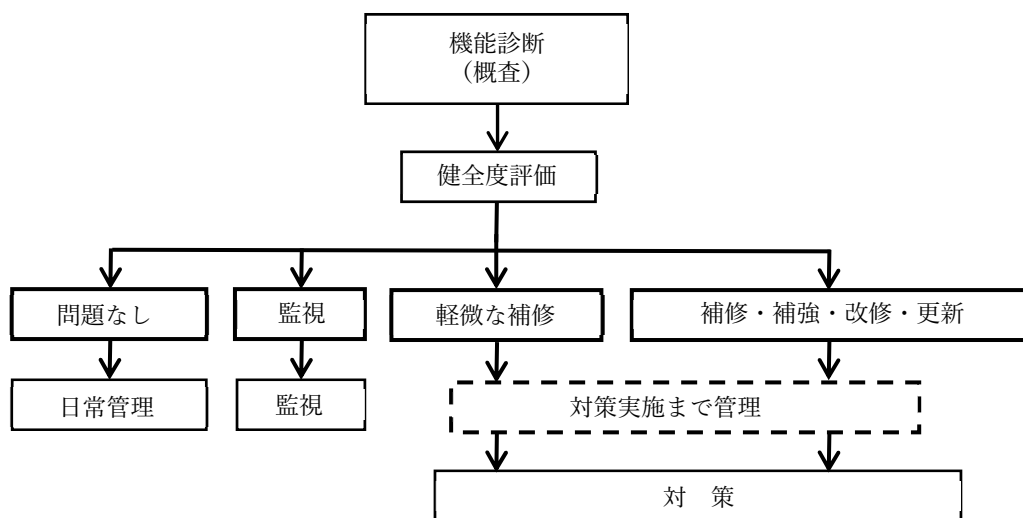 機能診断
（概査）
健全度評価
問題なし
監視
軽微な補修
補修・補強・改修・更新
日常管理
監視
対策実施まで管理
対　策